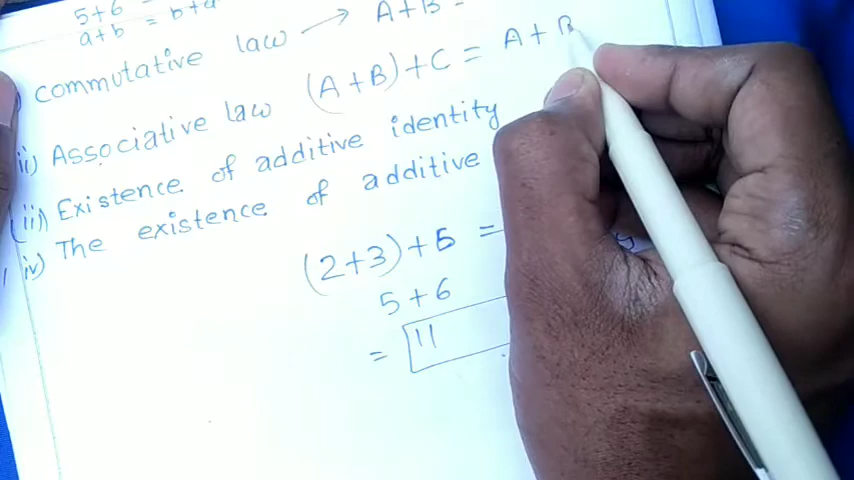 5+6
a+b = b+a
commutative law → A+B =
ii) Associative law (A+B)+C = A+B
iii) Existence of additive identity
iv) The existence of additive
(2+3)+5 =
5+6
= 11